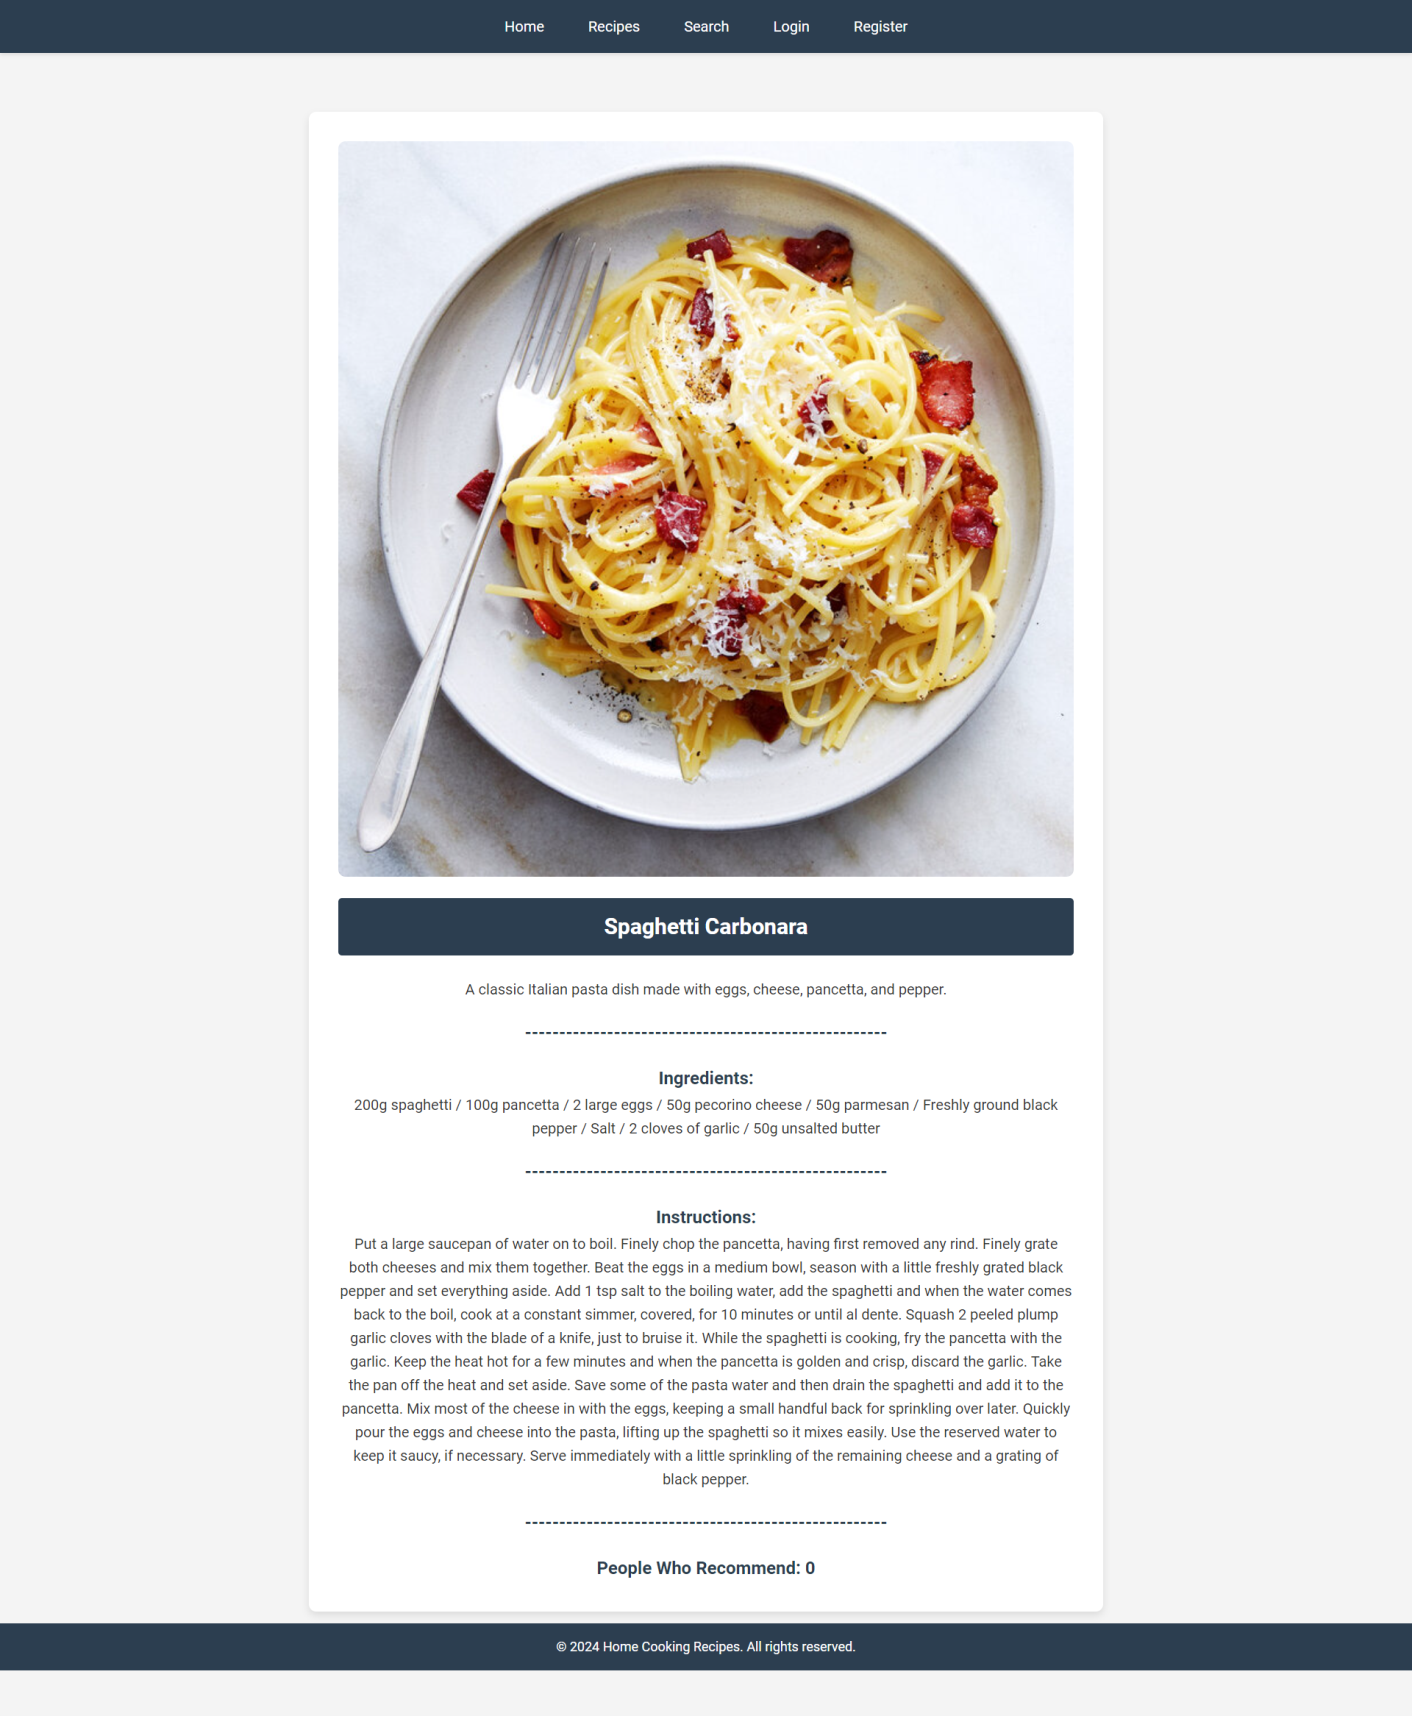 Home Recipes Search Login Register
Spaghetti Carbonara
A classic Italian pasta dish made with eggs, cheese, pancetta, and pepper.
-----------------------------------------------------
Ingredients:
200g spaghetti / 100g pancetta / 2 large eggs / 50g pecorino cheese / 50g parmesan / Freshly ground black
pepper / Salt / 2 cloves of garlic / 50g unsalted butter
-----------------------------------------------------
Instructions:
Put a large saucepan of water on to boil. Finely chop the pancetta, having first removed any rind. Finely grate
both cheeses and mix them together. Beat the eggs in a medium bowl, season with a little freshly grated black
pepper and set everything aside. Add 1 tsp salt to the boiling water, add the spaghetti and when the water comes
back to the boil, cook at a constant simmer, covered, for 10 minutes or until al dente. Squash 2 peeled plump
garlic cloves with the blade of a knife, just to bruise it. While the spaghetti is cooking, fry the pancetta with the
garlic. Keep the heat hot for a few minutes and when the pancetta is golden and crisp, discard the garlic. Take
the pan off the heat and set aside. Save some of the pasta water and then drain the spaghetti and add it to the
pancetta. Mix most of the cheese in with the eggs, keeping a small handful back for sprinkling over later. Quickly
pour the eggs and cheese into the pasta, lifting up the spaghetti so it mixes easily. Use the reserved water to
keep it saucy, if necessary. Serve immediately with a little sprinkling of the remaining cheese and a grating of
black pepper.
-----------------------------------------------------
People Who Recommend: 0
© 2024 Home Cooking Recipes. All rights reserved.